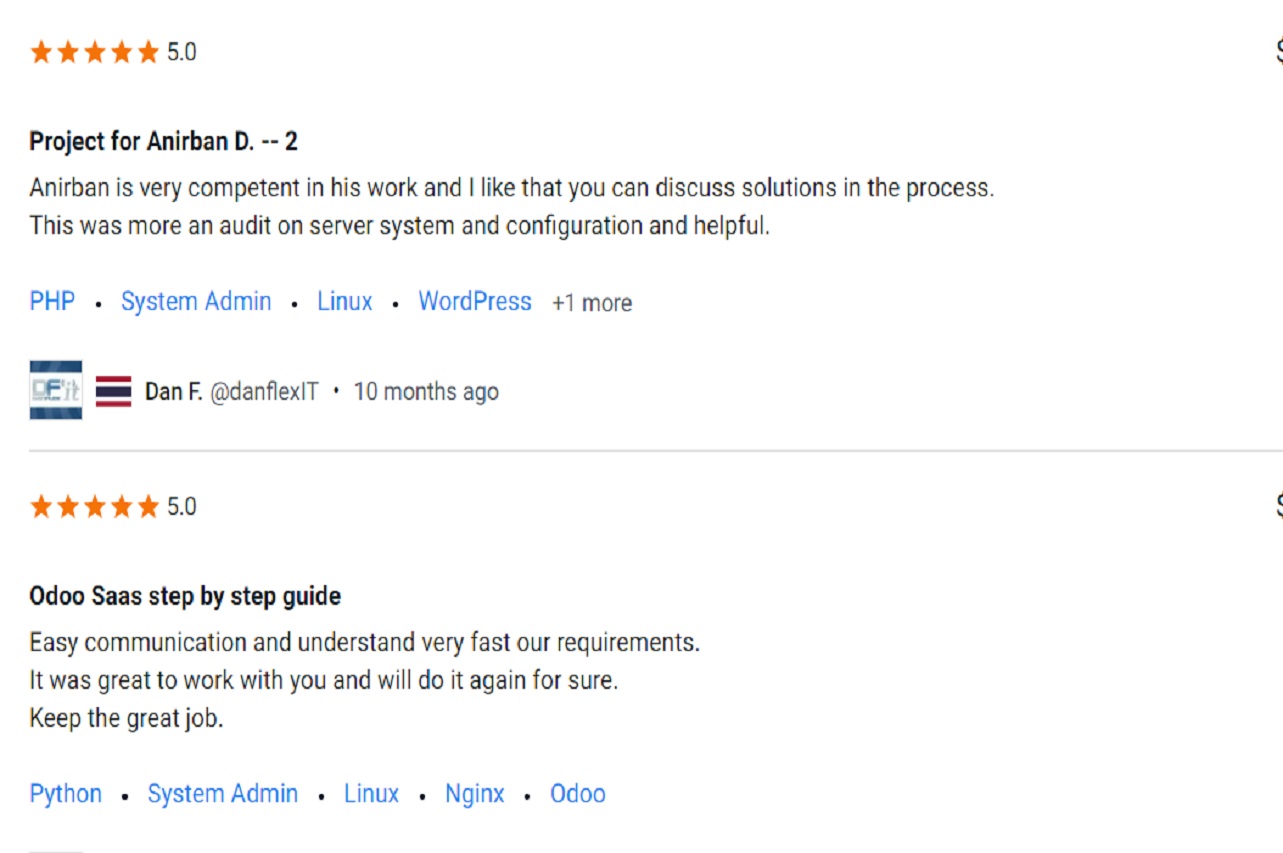 5.0
$
Project for Anirban D. -- 2
Anirban is very competent in his work and I like that you can discuss solutions in the process.
This was more an audit on server system and configuration and helpful.
PHP • System Admin • Linux • WordPress +1 more
DF it Dan F. @danflexIT • 10 months ago
5.0
$
Odoo Saas step by step guide
Easy communication and understand very fast our requirements.
It was great to work with you and will do it again for sure.
Keep the great job.
Python • System Admin • Linux • Nginx • Odoo